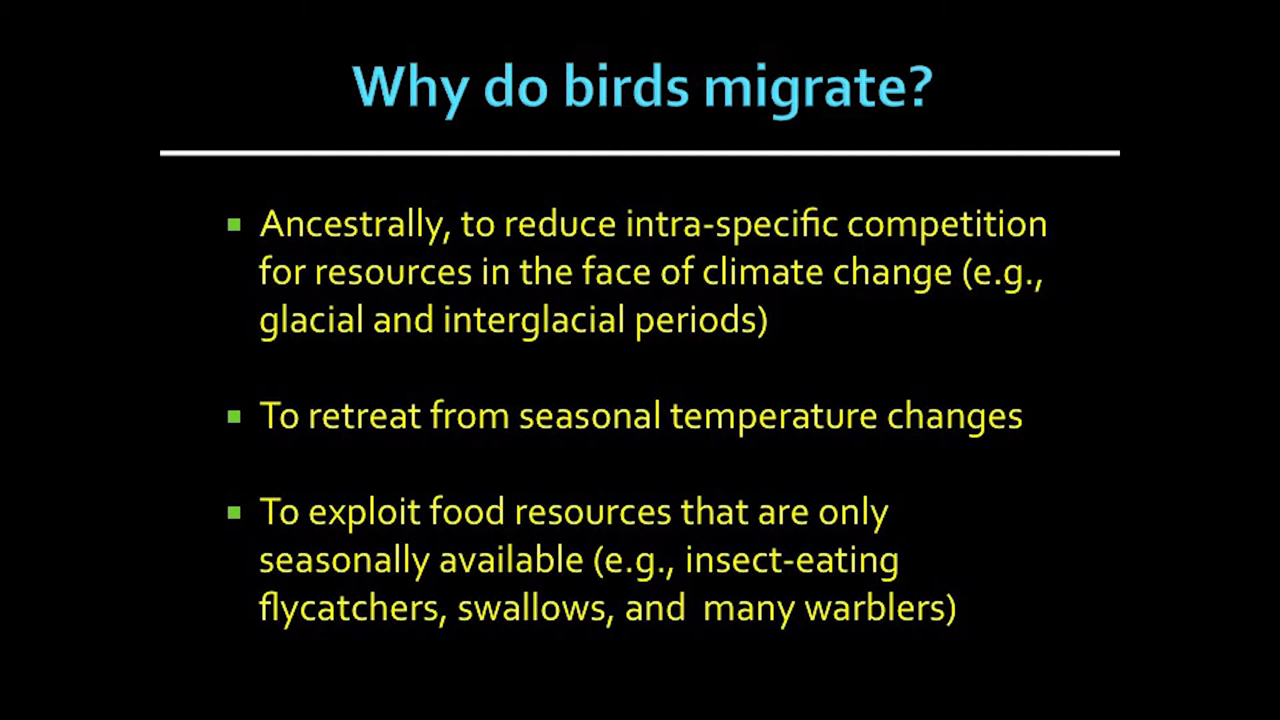 Why do birds migrate?
▪ Ancestrally, to reduce intra-specific competition
for resources in the face of climate change (e.g.,
glacial and interglacial periods)
▪ To retreat from seasonal temperature changes
▪ To exploit food resources that are only
seasonally available (e.g., insect-eating
flycatchers, swallows, and  many warblers)